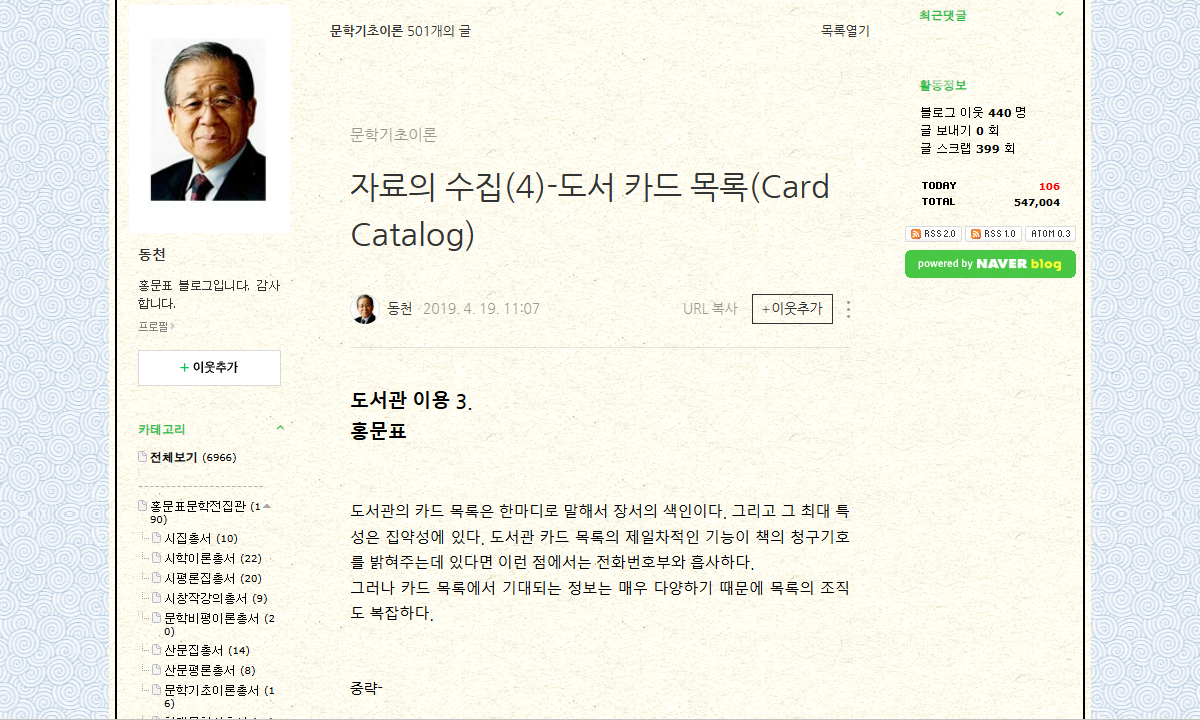 동천
홍문표 블로그입니다. 감사
합니다.
프로필
+ 이웃추가
카테고리
전체보기 (6966)
홍문표문학전집관 (1
90)
시집총서 (10)
시학이론총서 (22)
시평론집총서 (20)
시창작강의총서 (9)
문학비평이론총서 (2
0)
산문집총서 (14)
산문평론총서 (8)
문학기초이론총서 (1
6)
문학기초이론 501개의 글
목록열기
문학기초이론
자료의 수집(4)-도서 카드 목록(Card
Catalog)
동천 · 2019. 4. 19. 11:07
URL 복사
+이웃추가
도서관 이용 3.
홍문표
도서관의 카드 목록은 한마디로 말해서 장서의 색인이다. 그리고 그 최대 특
성은 집약성에 있다. 도서관 카드 목록의 제일차적인 기능이 책의 청구기호
를 밝혀주는데 있다면 이런 점에서는 전화번호부와 흡사하다.
그러나 카드 목록에서 기대되는 정보는 매우 다양하기 때문에 목록의 조직
도 복잡하다.
중략-
최근댓글
활동정보
블로그 이웃 440 명
글 보내기 0 회
글 스크랩 399 회
TODAY 106
TOTAL 547,004
RSS 2.0
RSS 1.0
ATOM 0.3
powered by NAVER blog